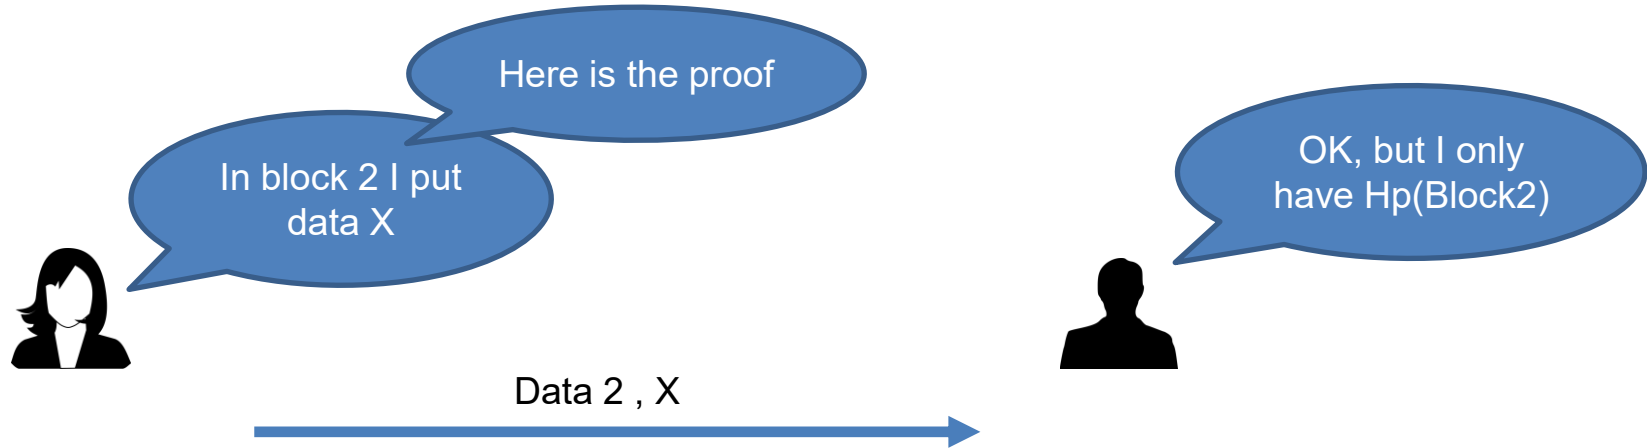 Here is the proof
In block 2 I put
data X
OK, but I only
have Hp(Block2)
Data 2 , X